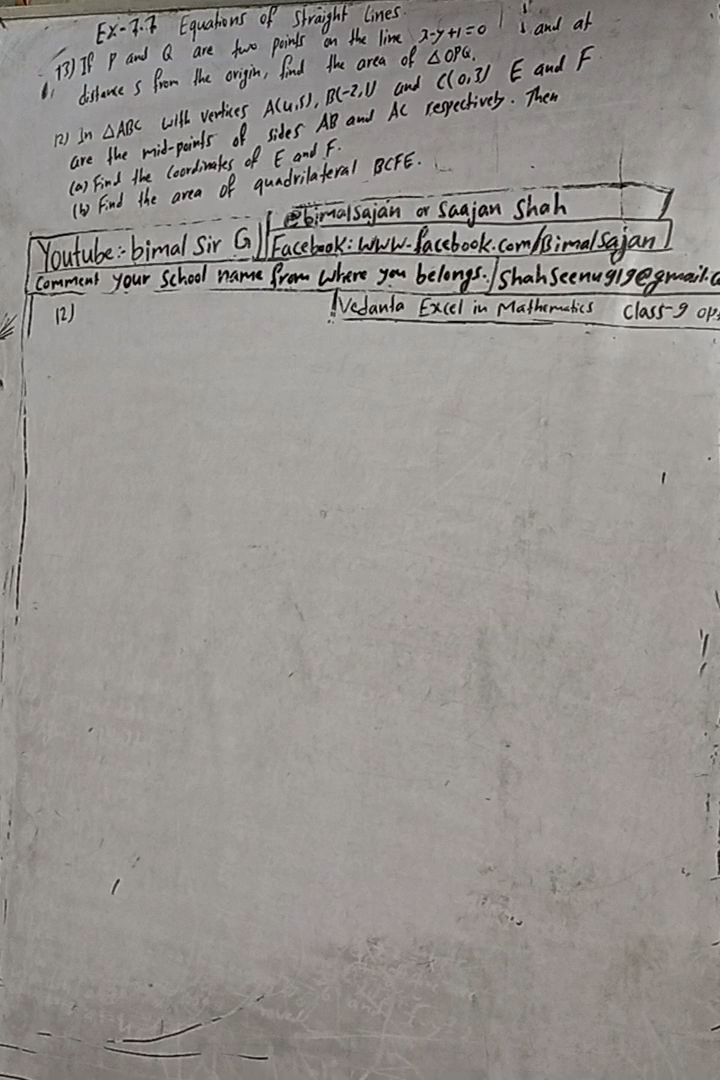 Ex-7.7 Equations of Straight Lines
13) If P and Q are two points on the line x-y+1=0 and at
distance 5 from the origin, find the area of △OPQ.
12) In △ABC with vertices A(4,5), B(-2,1) and C(0,3) E and F
are the mid-points of sides AB and AC respectively. Then
(a) Find the coordinates of E and F.
(b) Find the area of quadrilateral BCFE.
@bimalsajan or Saajan Shah
Youtube:- bimal Sir G
Facebook: www.facebook.com/Bimalsajan
Comment your School name from where you belongs./Shahseenu919@gmail.c
12)
Vedanta Excel in Mathematics Class-9 op